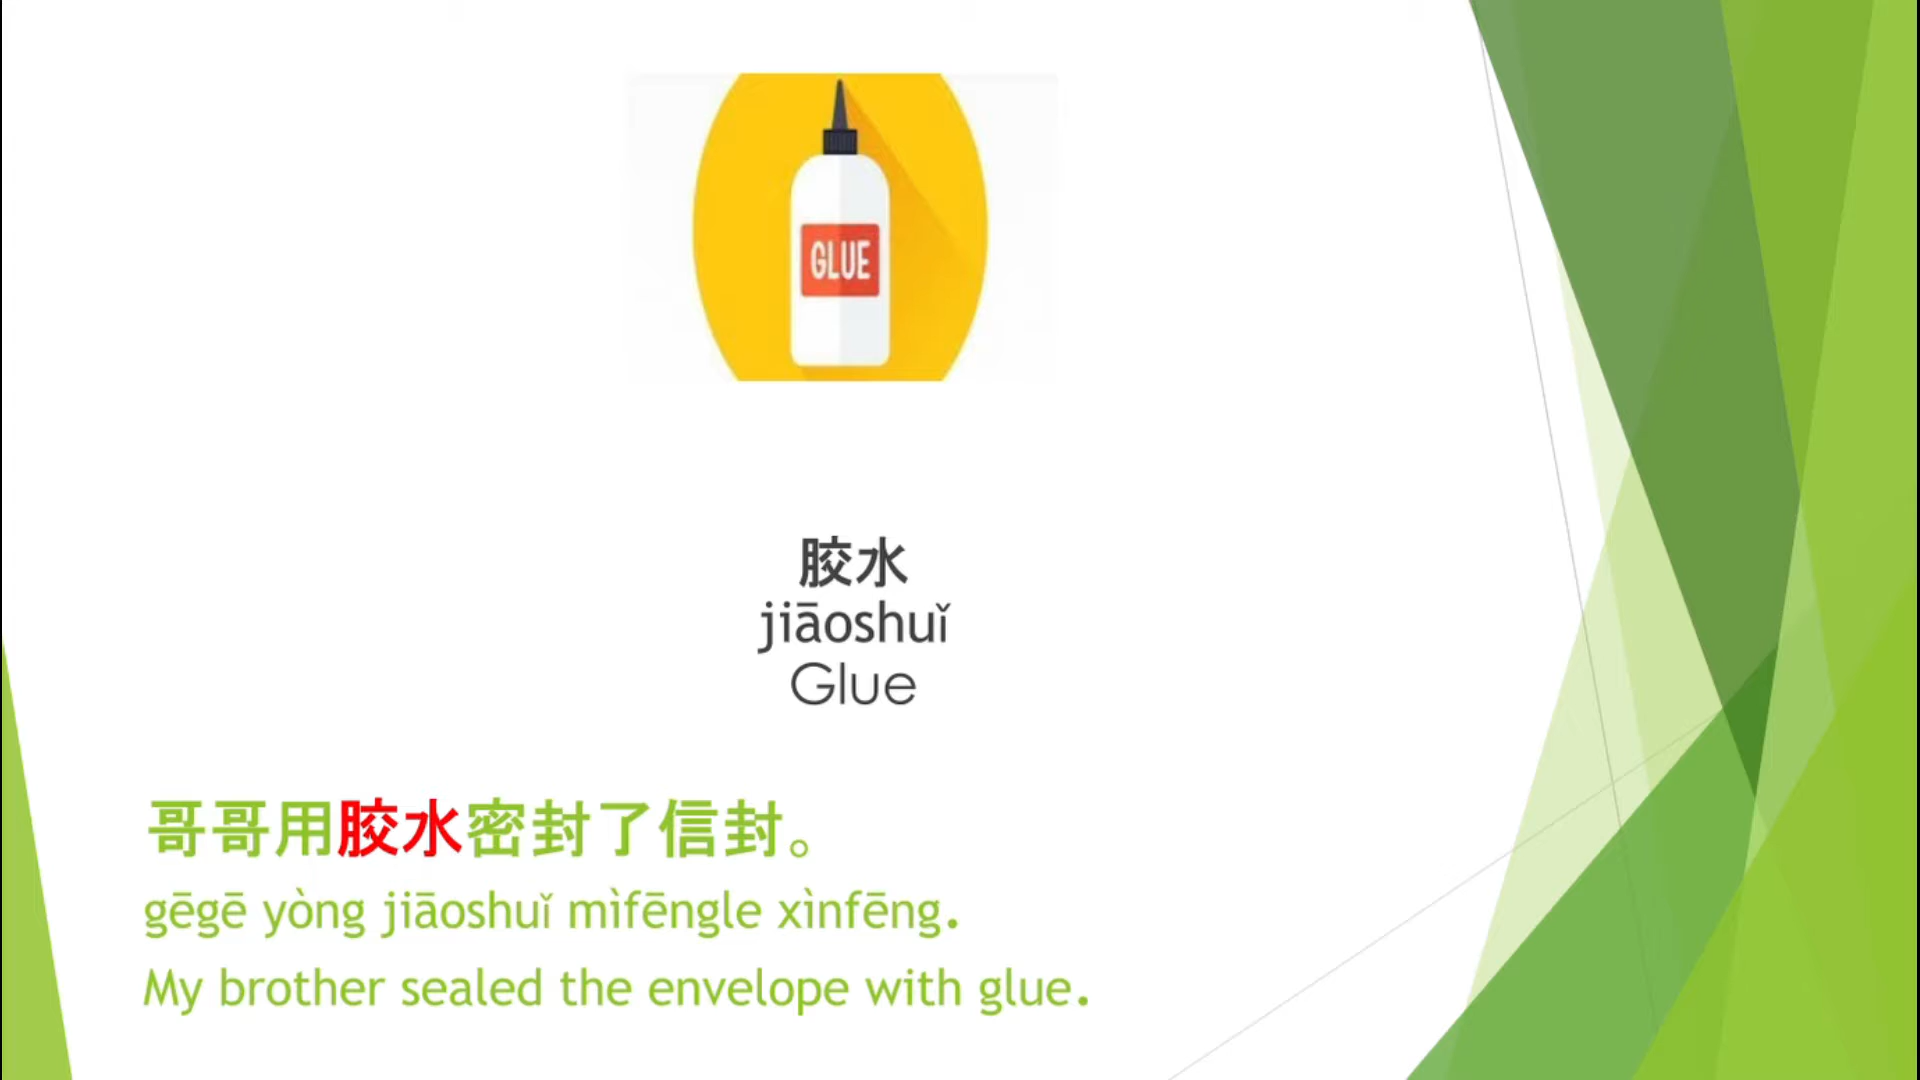 GLUE
胶水
jiāoshuǐ
Glue
哥哥用胶水密封了信封。
gēgē yòng jiāoshuǐ mìfēngle xìnfēng.
My brother sealed the envelope with glue.